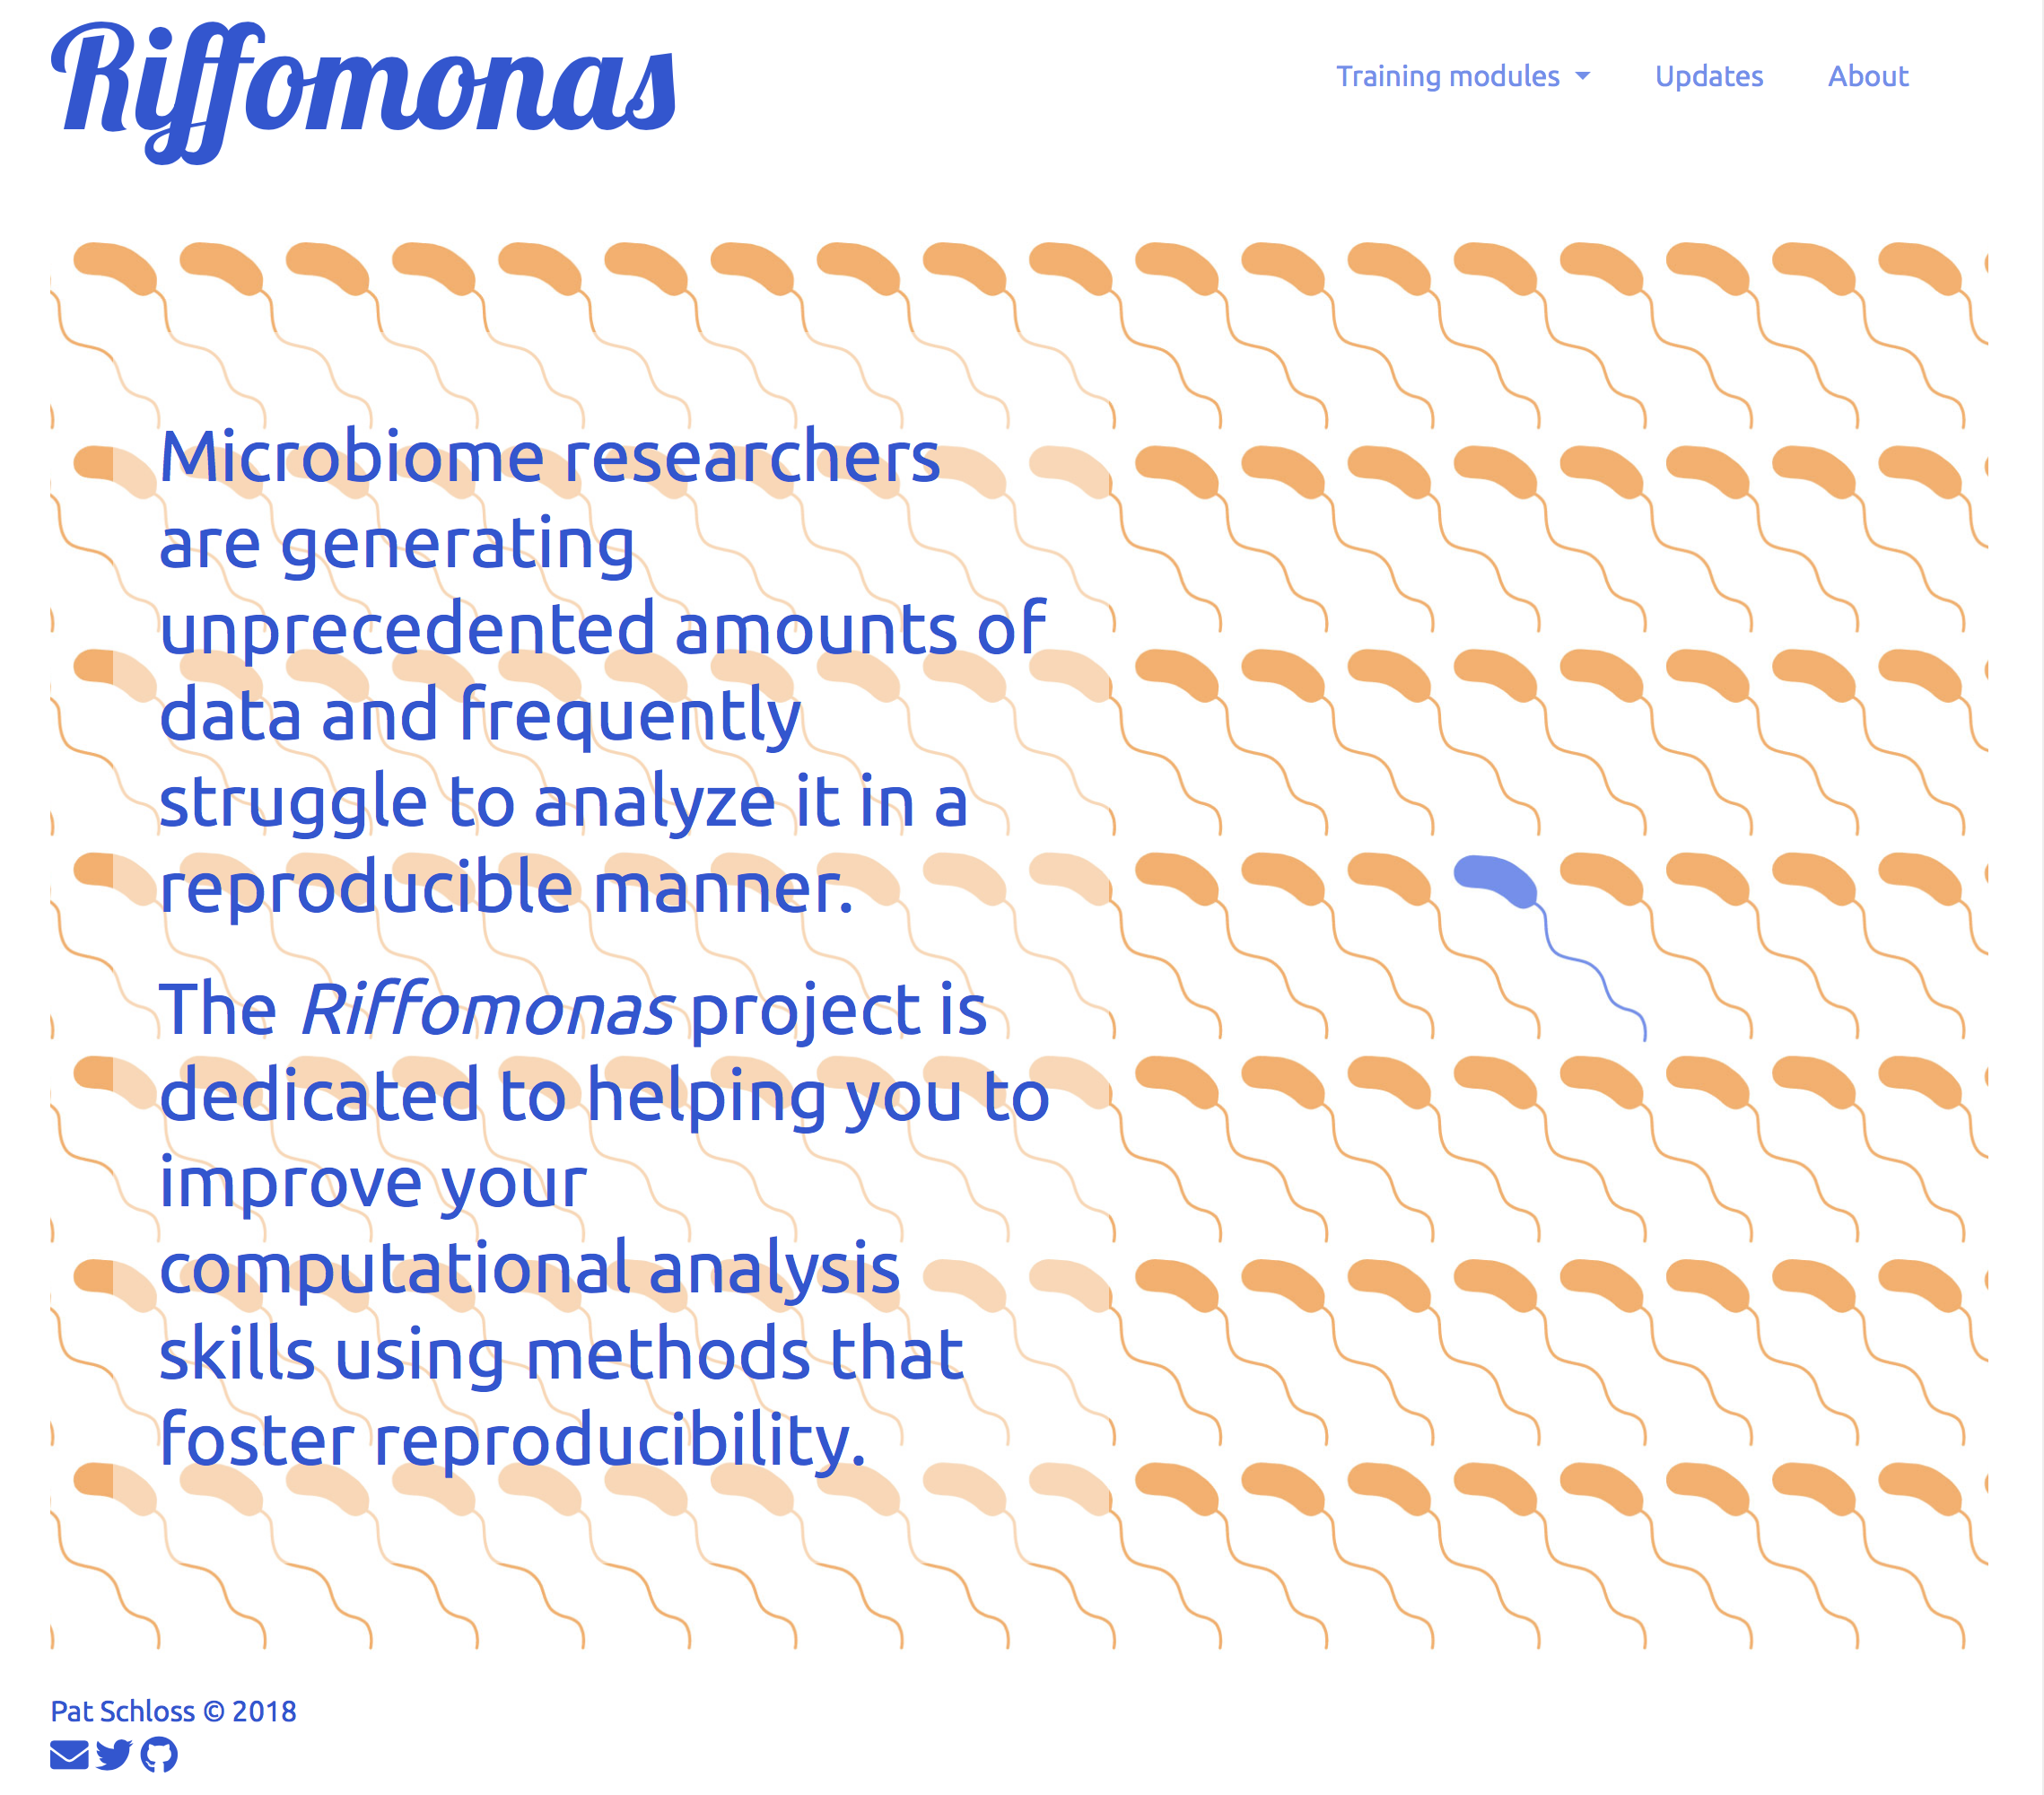 Riffomonas
Training modules
Updates
About
Microbiome researchers
are generating
unprecedented amounts of
data and frequently
struggle to analyze it in a
reproducible manner.
The Riffomonas project is
dedicated to helping you to
improve your
computational analysis
skills using methods that
foster reproducibility.
Pat Schloss © 2018